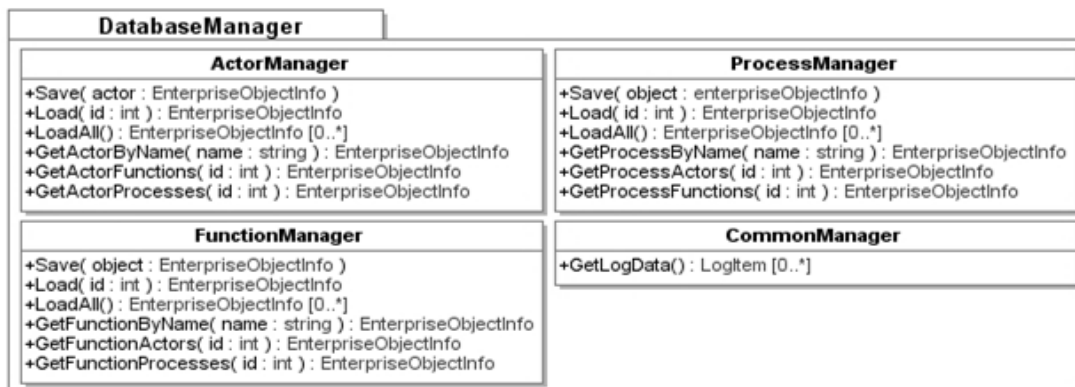 DatabaseManager
ActorManager
+Save( actor : EnterpriseObjectInfo )
+Load( id : int ) : EnterpriseObjectInfo
+LoadAll() : EnterpriseObjectInfo [0..*]
+GetActorByName( name : string ) : EnterpriseObjectInfo
+GetActorFunctions( id : int ) : EnterpriseObjectInfo
+GetActorProcesses( id : int ) : EnterpriseObjectInfo
ProcessManager
+Save( object : enterpriseObjectInfo )
+Load( id : int ) : EnterpriseObjectInfo
+LoadAll() : EnterpriseObjectInfo [0..*]
+GetProcessByName( name : string ) : EnterpriseObjectInfo
+GetProcessActors( id : int ) : EnterpriseObjectInfo
+GetProcessFunctions( id : int ) : EnterpriseObjectInfo
FunctionManager
+Save( object : EnterpriseObjectInfo )
+Load( id : int ) : EnterpriseObjectInfo
+LoadAll() : EnterpriseObjectInfo [0..*]
+GetFunctionByName( name : string ) : EnterpriseObjectInfo
+GetFunctionActors( id : int ) : EnterpriseObjectInfo
+GetFunctionProcesses( id : int ) : EnterpriseObjectInfo
CommonManager
+GetLogData() : LogItem [0..*]